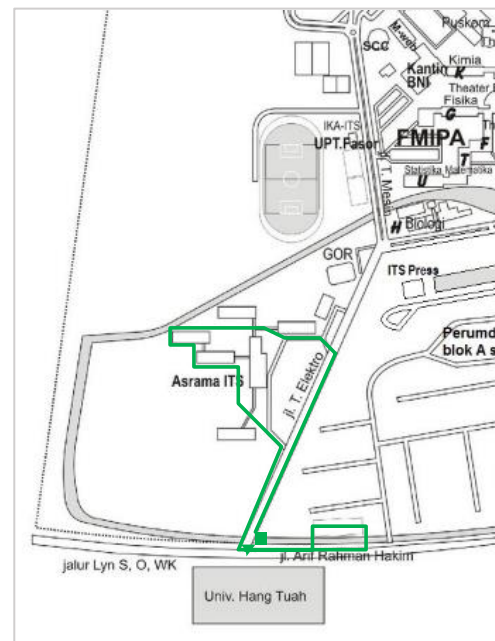 Puskom
M-web
SCC
Kantin
BNI
Kimia
K
Theater
Fisika
G
IKA-ITS
UPT.Fasor
FMIPA
F
T
Statistika
Matematika
U
jl. T. Mesin
H
Biologi
GOR
ITS Press
Perumd
blok A s
Asrama ITS
jl. T. Elektro
jalur Lyn S, O, WK
jl. Arif Rahman Hakim
Univ. Hang Tuah